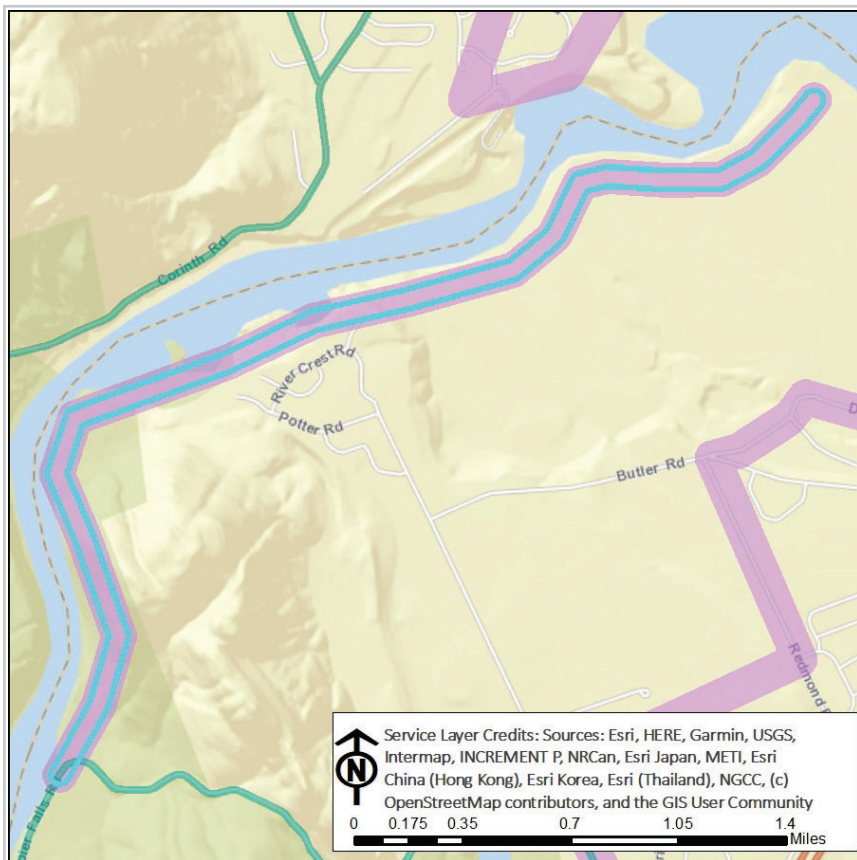 Corinth Rd
River Crest Rd
Potter Rd
Butler Rd
Redmond
Falls
Service Layer Credits: Sources: Esri, HERE, Garmin, USGS,
Intermap, INCREMENT P, NRCan, Esri Japan, METI, Esri
China (Hong Kong), Esri Korea, Esri (Thailand), NGCC, (c)
OpenStreetMap contributors, and the GIS User Community
N
0 0.175 0.35 0.7 1.05 1.4
Miles